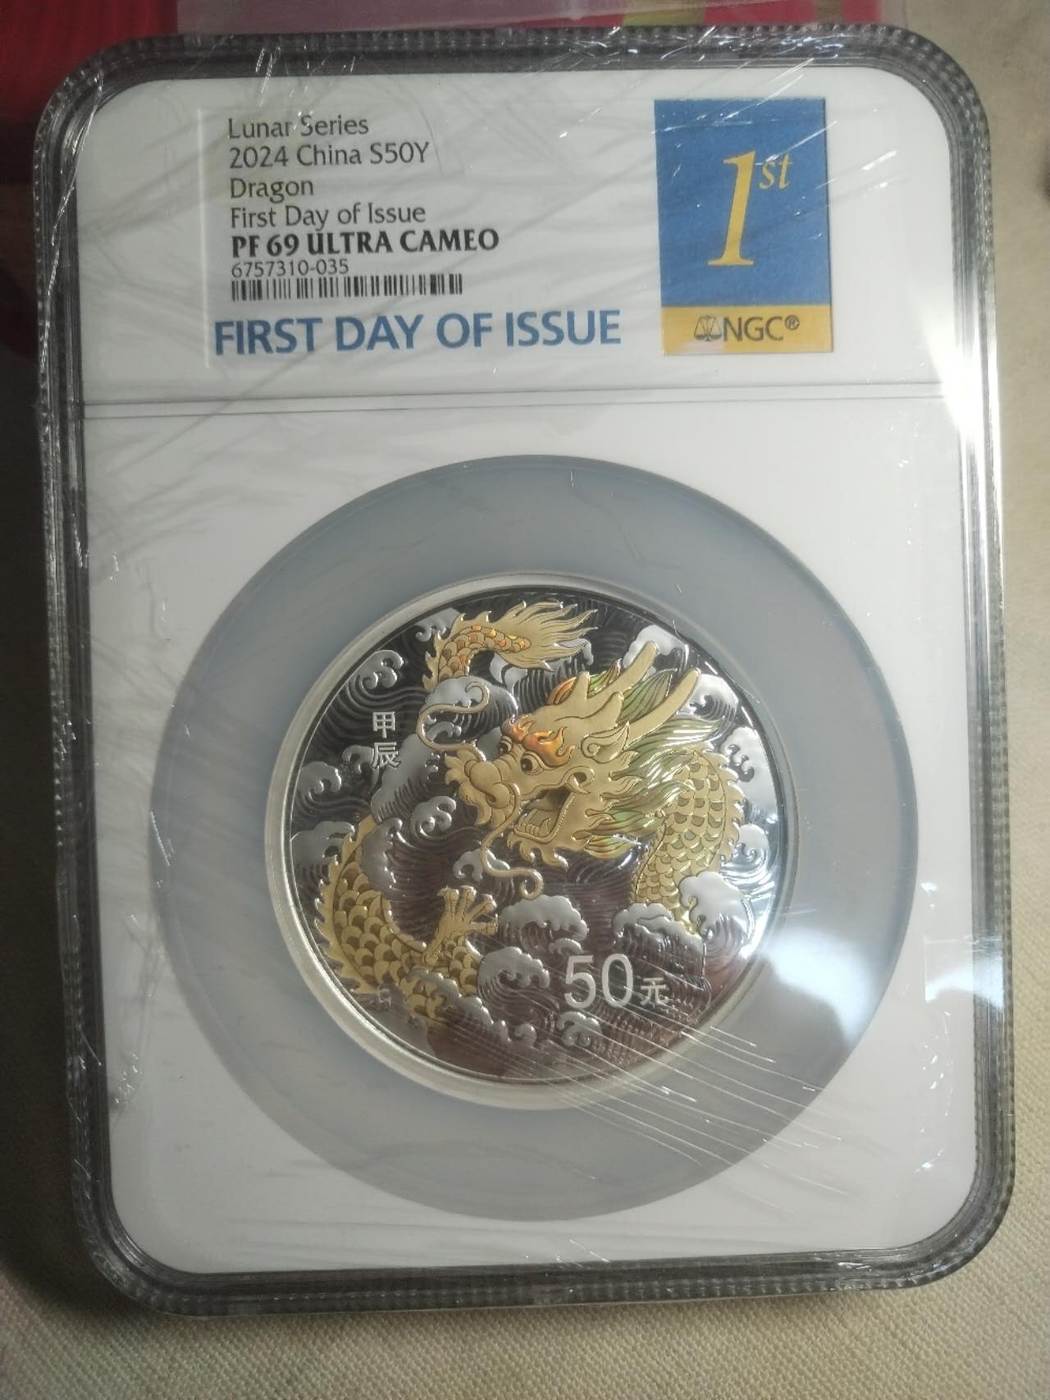 Lunar Series
2024 China S50Y
Dragon
First Day of Issue
PF 69 ULTRA CAMEO
6757310-035
FIRST DAY OF ISSUE
1st
NGC®
甲辰
50元